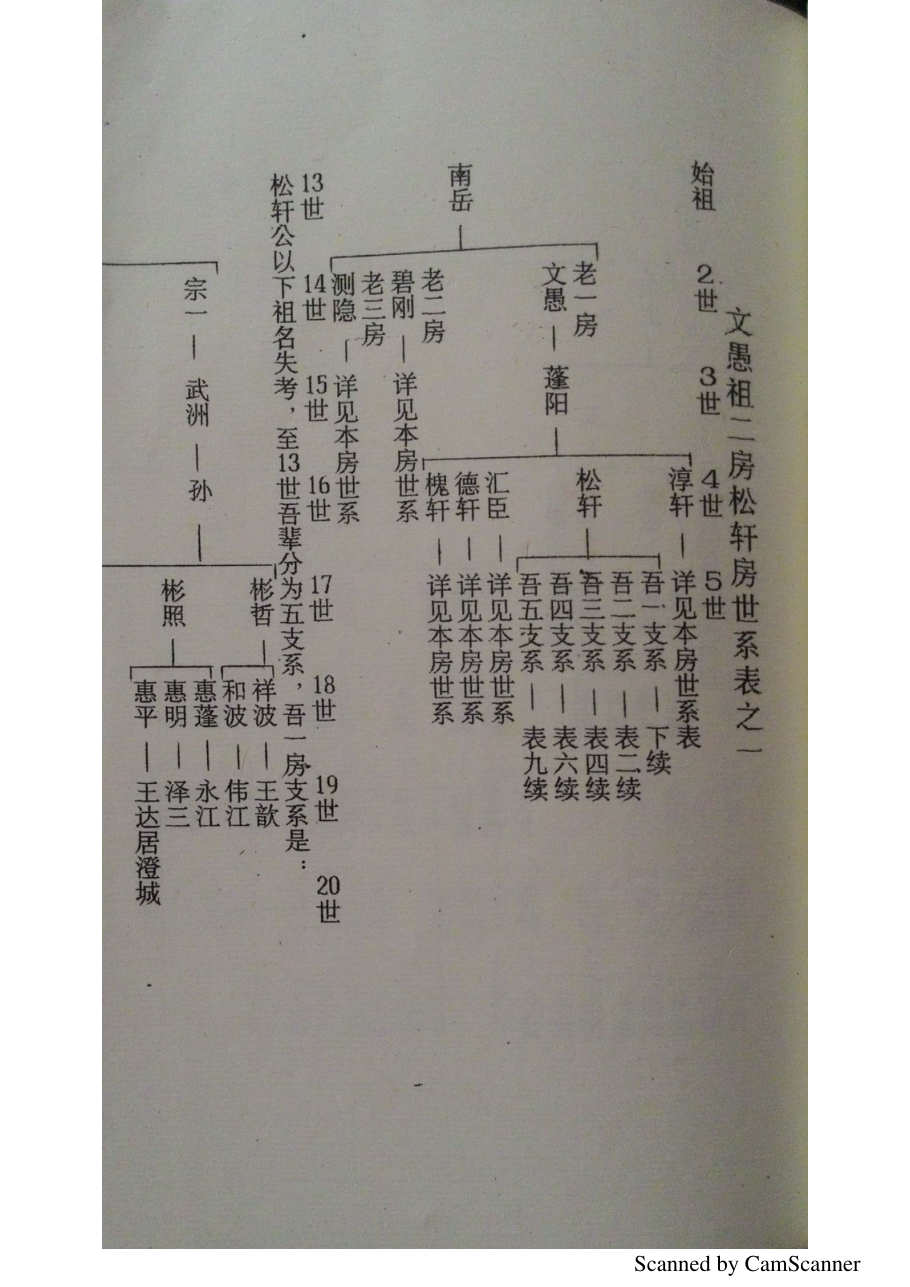 文愚祖二房松轩房世系表之一
始祖 2世 3世 4世 5世
淳轩—详见本房世系表
吾一支系—下续
老一房
吾二支系—表二续
文愚—蓬阳 松轩 吾三支系—表四续
吾四支系—表六续
吾五支系—表九续
南岳
汇臣—详见本房世系
德轩—详见本房世系
槐轩—详见本房世系
老二房
碧刚—详见本房世系
老三房
测隐—详见本房世系
13世 14世 15世 16世 17世 18世 19世 20世
松轩公以下祖名失考，至13世吾辈分为五支系，吾一房支系是：
彬哲 祥波—王歆
和波—伟江
宗一—武洲—孙
惠蓬—永江
彬照 惠明—泽三
惠平—王达居澄城
Scanned by CamScanner